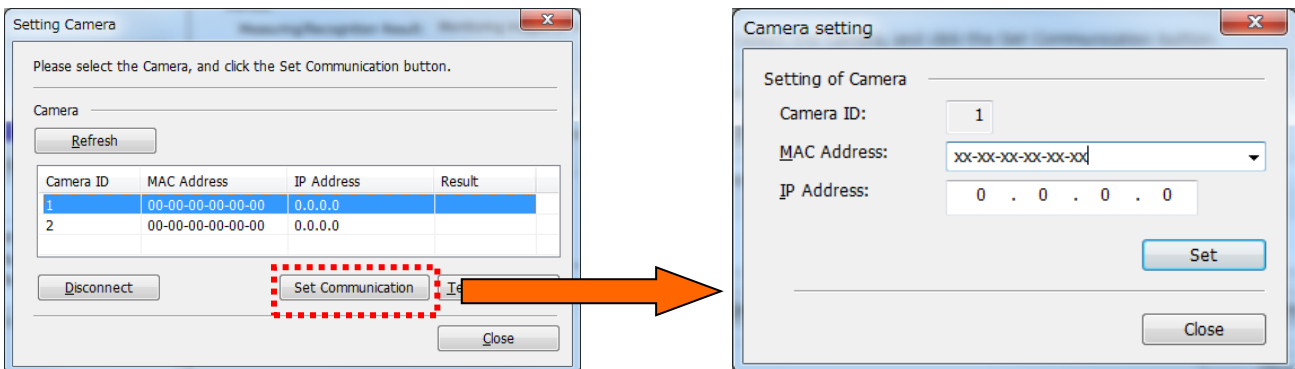 Setting Camera
Please select the Camera, and click the Set Communication button.
Camera
Refresh
Camera ID MAC Address IP Address Result
1 00-00-00-00-00-00 0.0.0.0
2 00-00-00-00-00-00 0.0.0.0
Disconnect Set Communication Te
Close
Camera setting
Setting of Camera
Camera ID: 1
MAC Address: xx-xx-xx-xx-xx-xx
IP Address: 0 . 0 . 0 . 0
Set
Close